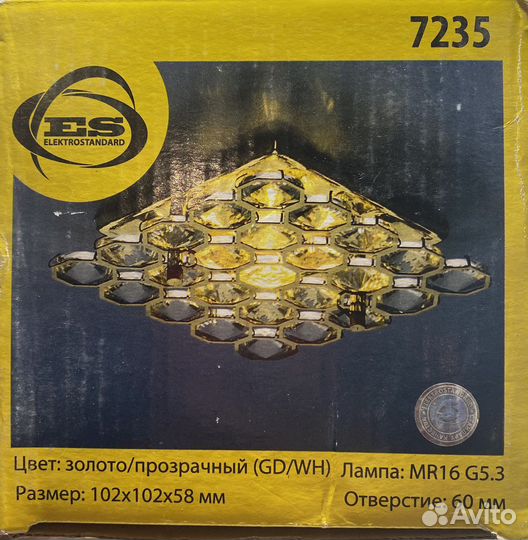 7235
ES
ELEKTROSTANDARD
Цвет: золото/прозрачный (GD/WH) Лампа: MR16 G5.3
Размер: 102x102x58 мм Отверстие: 60 мм
Avito